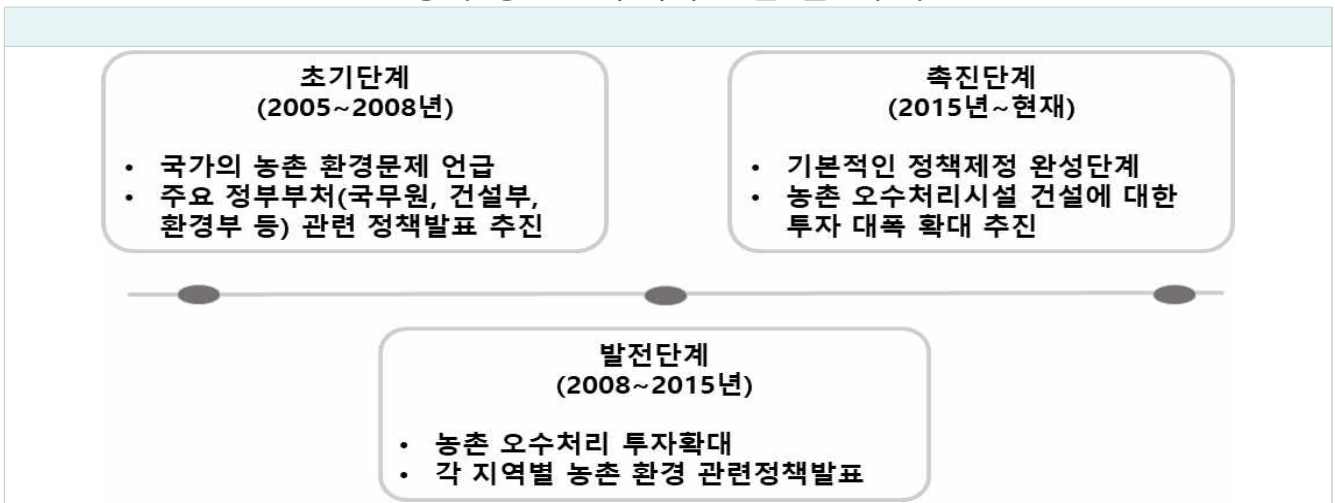 초기단계
(2005~2008년)
• 국가의 농촌 환경문제 언급
• 주요 정부부처(국무원, 건설부,
환경부 등) 관련 정책발표 추진
촉진단계
(2015년~현재)
• 기본적인 정책제정 완성단계
• 농촌 오수처리시설 건설에 대한
투자 대폭 확대 추진
발전단계
(2008~2015년)
• 농촌 오수처리 투자확대
• 각 지역별 농촌 환경 관련정책발표